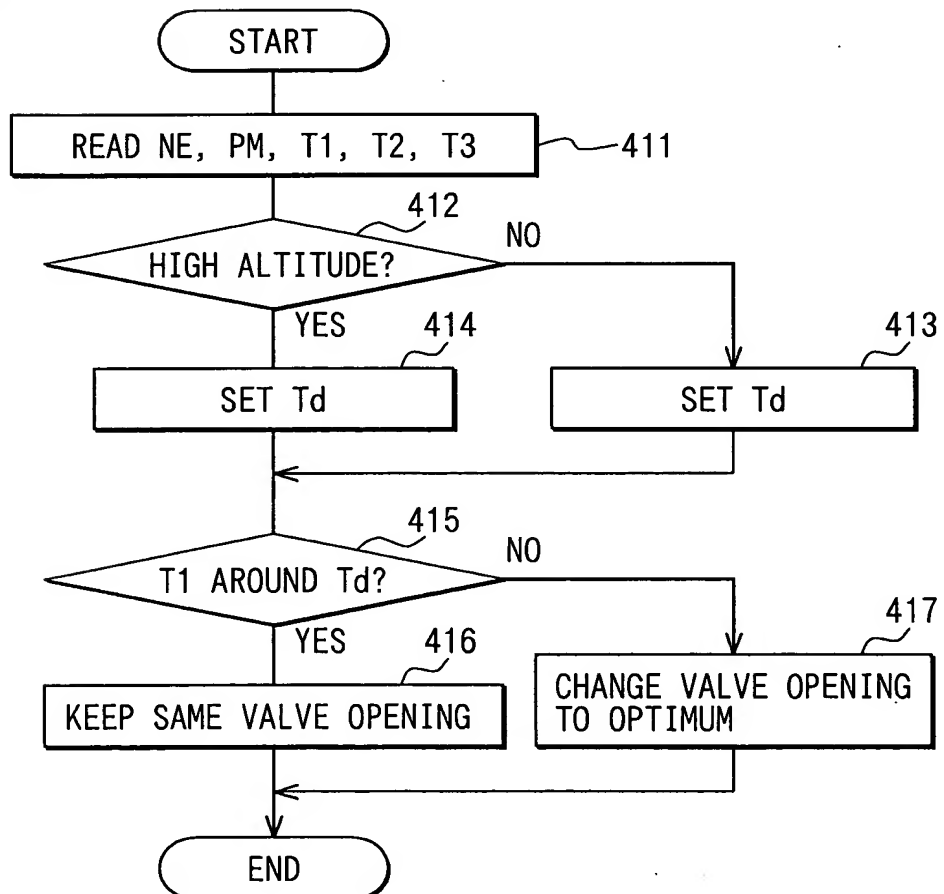 START
READ NE, PM, T1, T2, T3
411
412
HIGH ALTITUDE?
NO
YES
414
SET Td
413
SET Td
415
T1 AROUND Td?
NO
YES
416
KEEP SAME VALVE OPENING
417
CHANGE VALVE OPENING
TO OPTIMUM
END